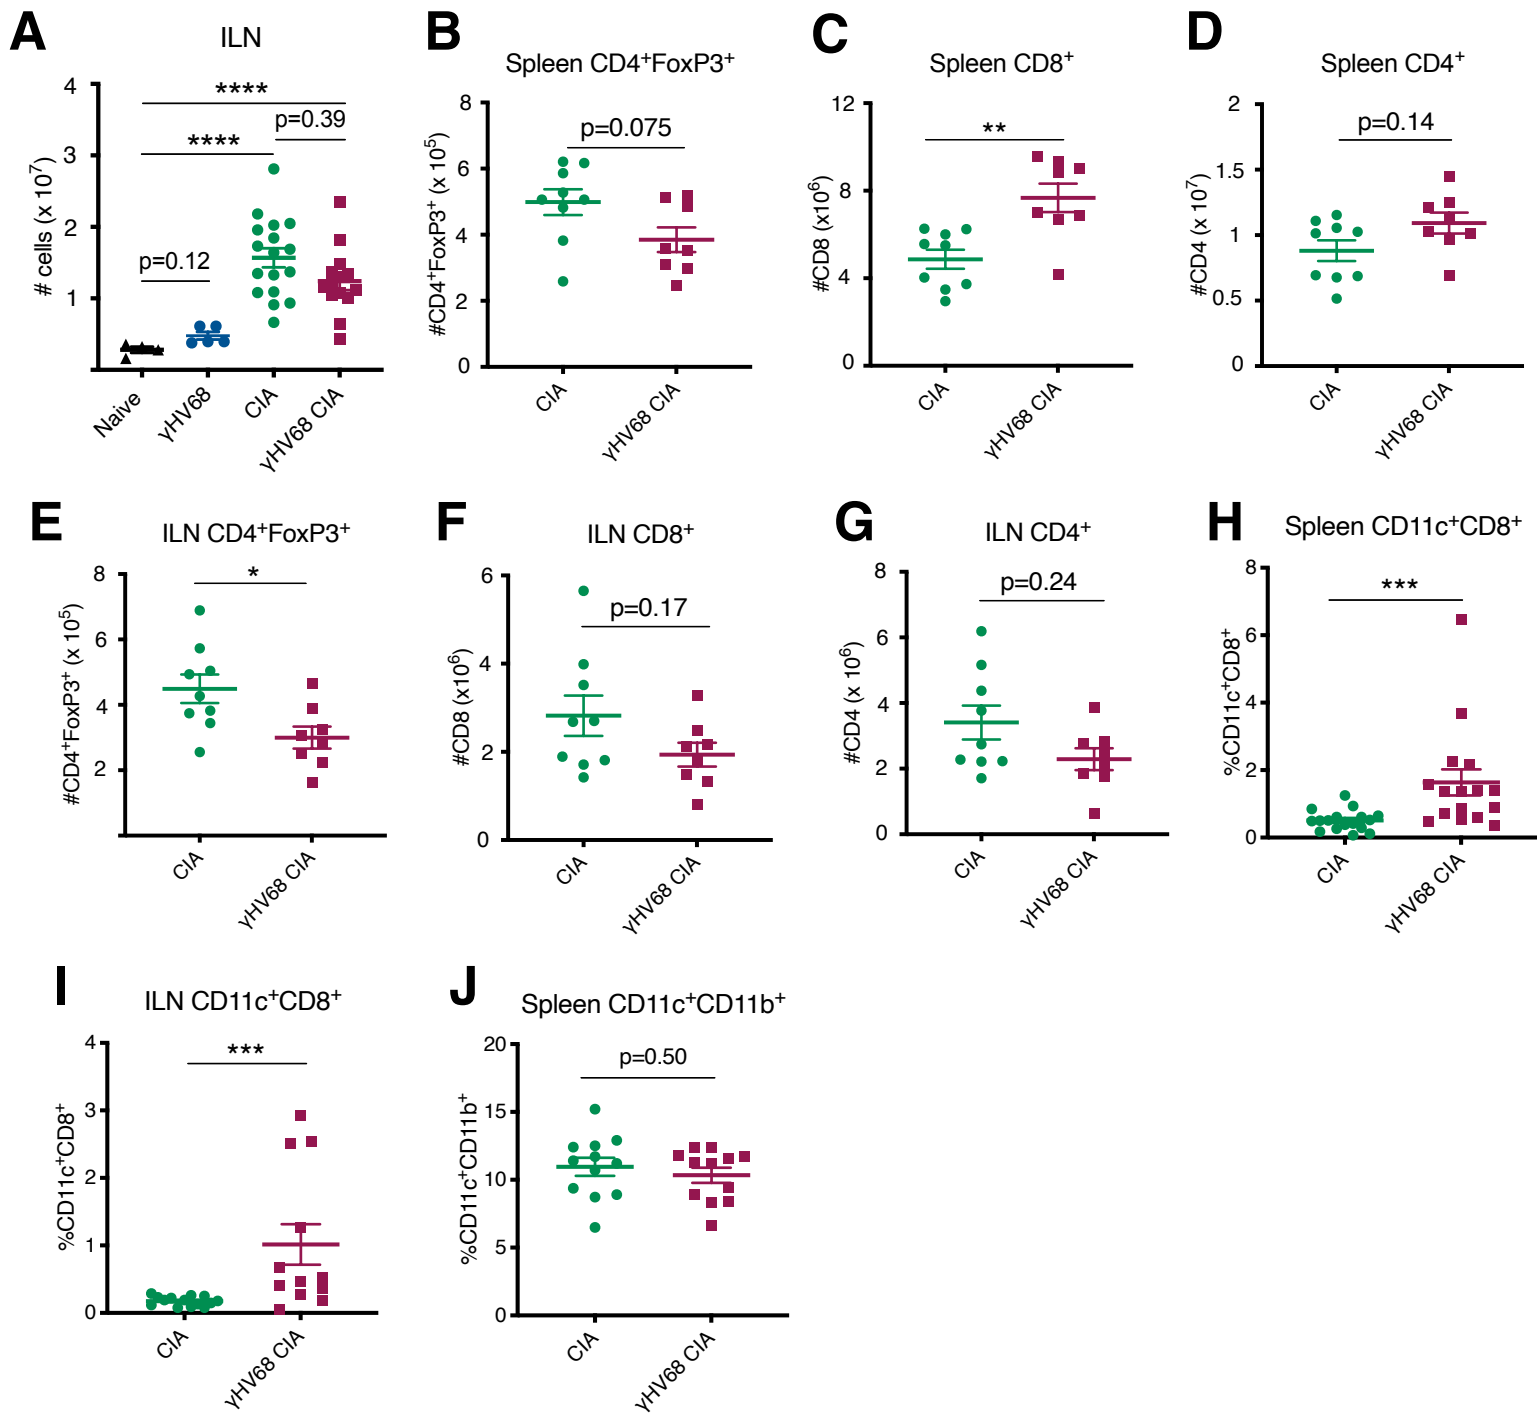 A
ILN
# cells (x 10⁷)
4
3
2
1
****
p=0.39
****
p=0.12
Naive
γHV68
CIA
γHV68 CIA
B
Spleen CD4⁺FoxP3⁺
#CD4⁺FoxP3⁺ (x 10⁵)
8
6
4
2
0
p=0.075
CIA
γHV68 CIA
C
Spleen CD8⁺
#CD8 (x10⁶)
12
8
4
0
**
CIA
γHV68 CIA
D
Spleen CD4⁺
#CD4 (x 10⁷)
2
1.5
1
0.5
0
p=0.14
CIA
γHV68 CIA
E
ILN CD4⁺FoxP3⁺
#CD4⁺FoxP3⁺ (x 10⁵)
8
6
4
2
*
CIA
γHV68 CIA
F
ILN CD8⁺
#CD8 (x10⁶)
6
4
2
0
p=0.17
CIA
γHV68 CIA
G
ILN CD4⁺
#CD4 (x 10⁶)
8
6
4
2
0
p=0.24
CIA
γHV68 CIA
H
Spleen CD11c⁺CD8⁺
%CD11c⁺CD8⁺
8
6
4
2
0
***
CIA
γHV68 CIA
I
ILN CD11c⁺CD8⁺
%CD11c⁺CD8⁺
4
3
2
1
0
***
CIA
γHV68 CIA
J
Spleen CD11c⁺CD11b⁺
%CD11c⁺CD11b⁺
20
15
10
5
0
p=0.50
CIA
γHV68 CIA